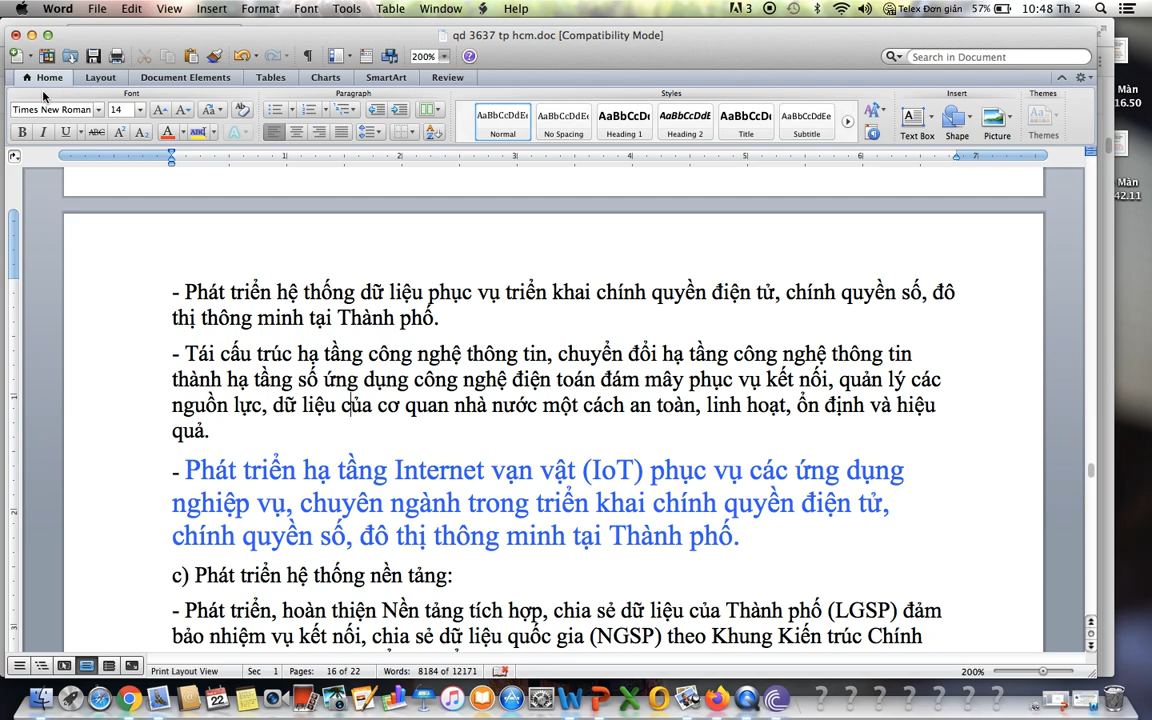 Word File Edit View Insert Format Font Tools Table Window Help
3 Telex Đơn giản 57% 10:48 Th 2
qd 3637 tp hcm.doc [Compatibility Mode]
200% Search in Document
Home Layout Document Elements Tables Charts SmartArt Review
Font Paragraph Styles Insert Themes
Times New Roman 14
AaBbCcDdEe AaBbCcDdEe AaBbCcDc AaBbCcDdEe AaBbCcDc AaBbCcDdEe
Normal No Spacing Heading 1 Heading 2 Title Subtitle
Text Box Shape Picture Themes
Màn
16.50
Màn
42.11
- Phát triển hệ thống dữ liệu phục vụ triển khai chính quyền điện tử, chính quyền số, đô
thị thông minh tại Thành phố.
- Tái cấu trúc hạ tầng công nghệ thông tin, chuyển đổi hạ tầng công nghệ thông tin
thành hạ tầng số ứng dụng công nghệ điện toán đám mây phục vụ kết nối, quản lý các
nguồn lực, dữ liệu của cơ quan nhà nước một cách an toàn, linh hoạt, ổn định và hiệu
quả.
- Phát triển hạ tầng Internet vạn vật (IoT) phục vụ các ứng dụng
nghiệp vụ, chuyên ngành trong triển khai chính quyền điện tử,
chính quyền số, đô thị thông minh tại Thành phố.
c) Phát triển hệ thống nền tảng:
- Phát triển, hoàn thiện Nền tảng tích hợp, chia sẻ dữ liệu của Thành phố (LGSP) đảm
bảo nhiệm vụ kết nối, chia sẻ dữ liệu quốc gia (NGSP) theo Khung Kiến trúc Chính
Print Layout View Sec 1 Pages: 16 of 22 Words: 8184 of 12171 200%